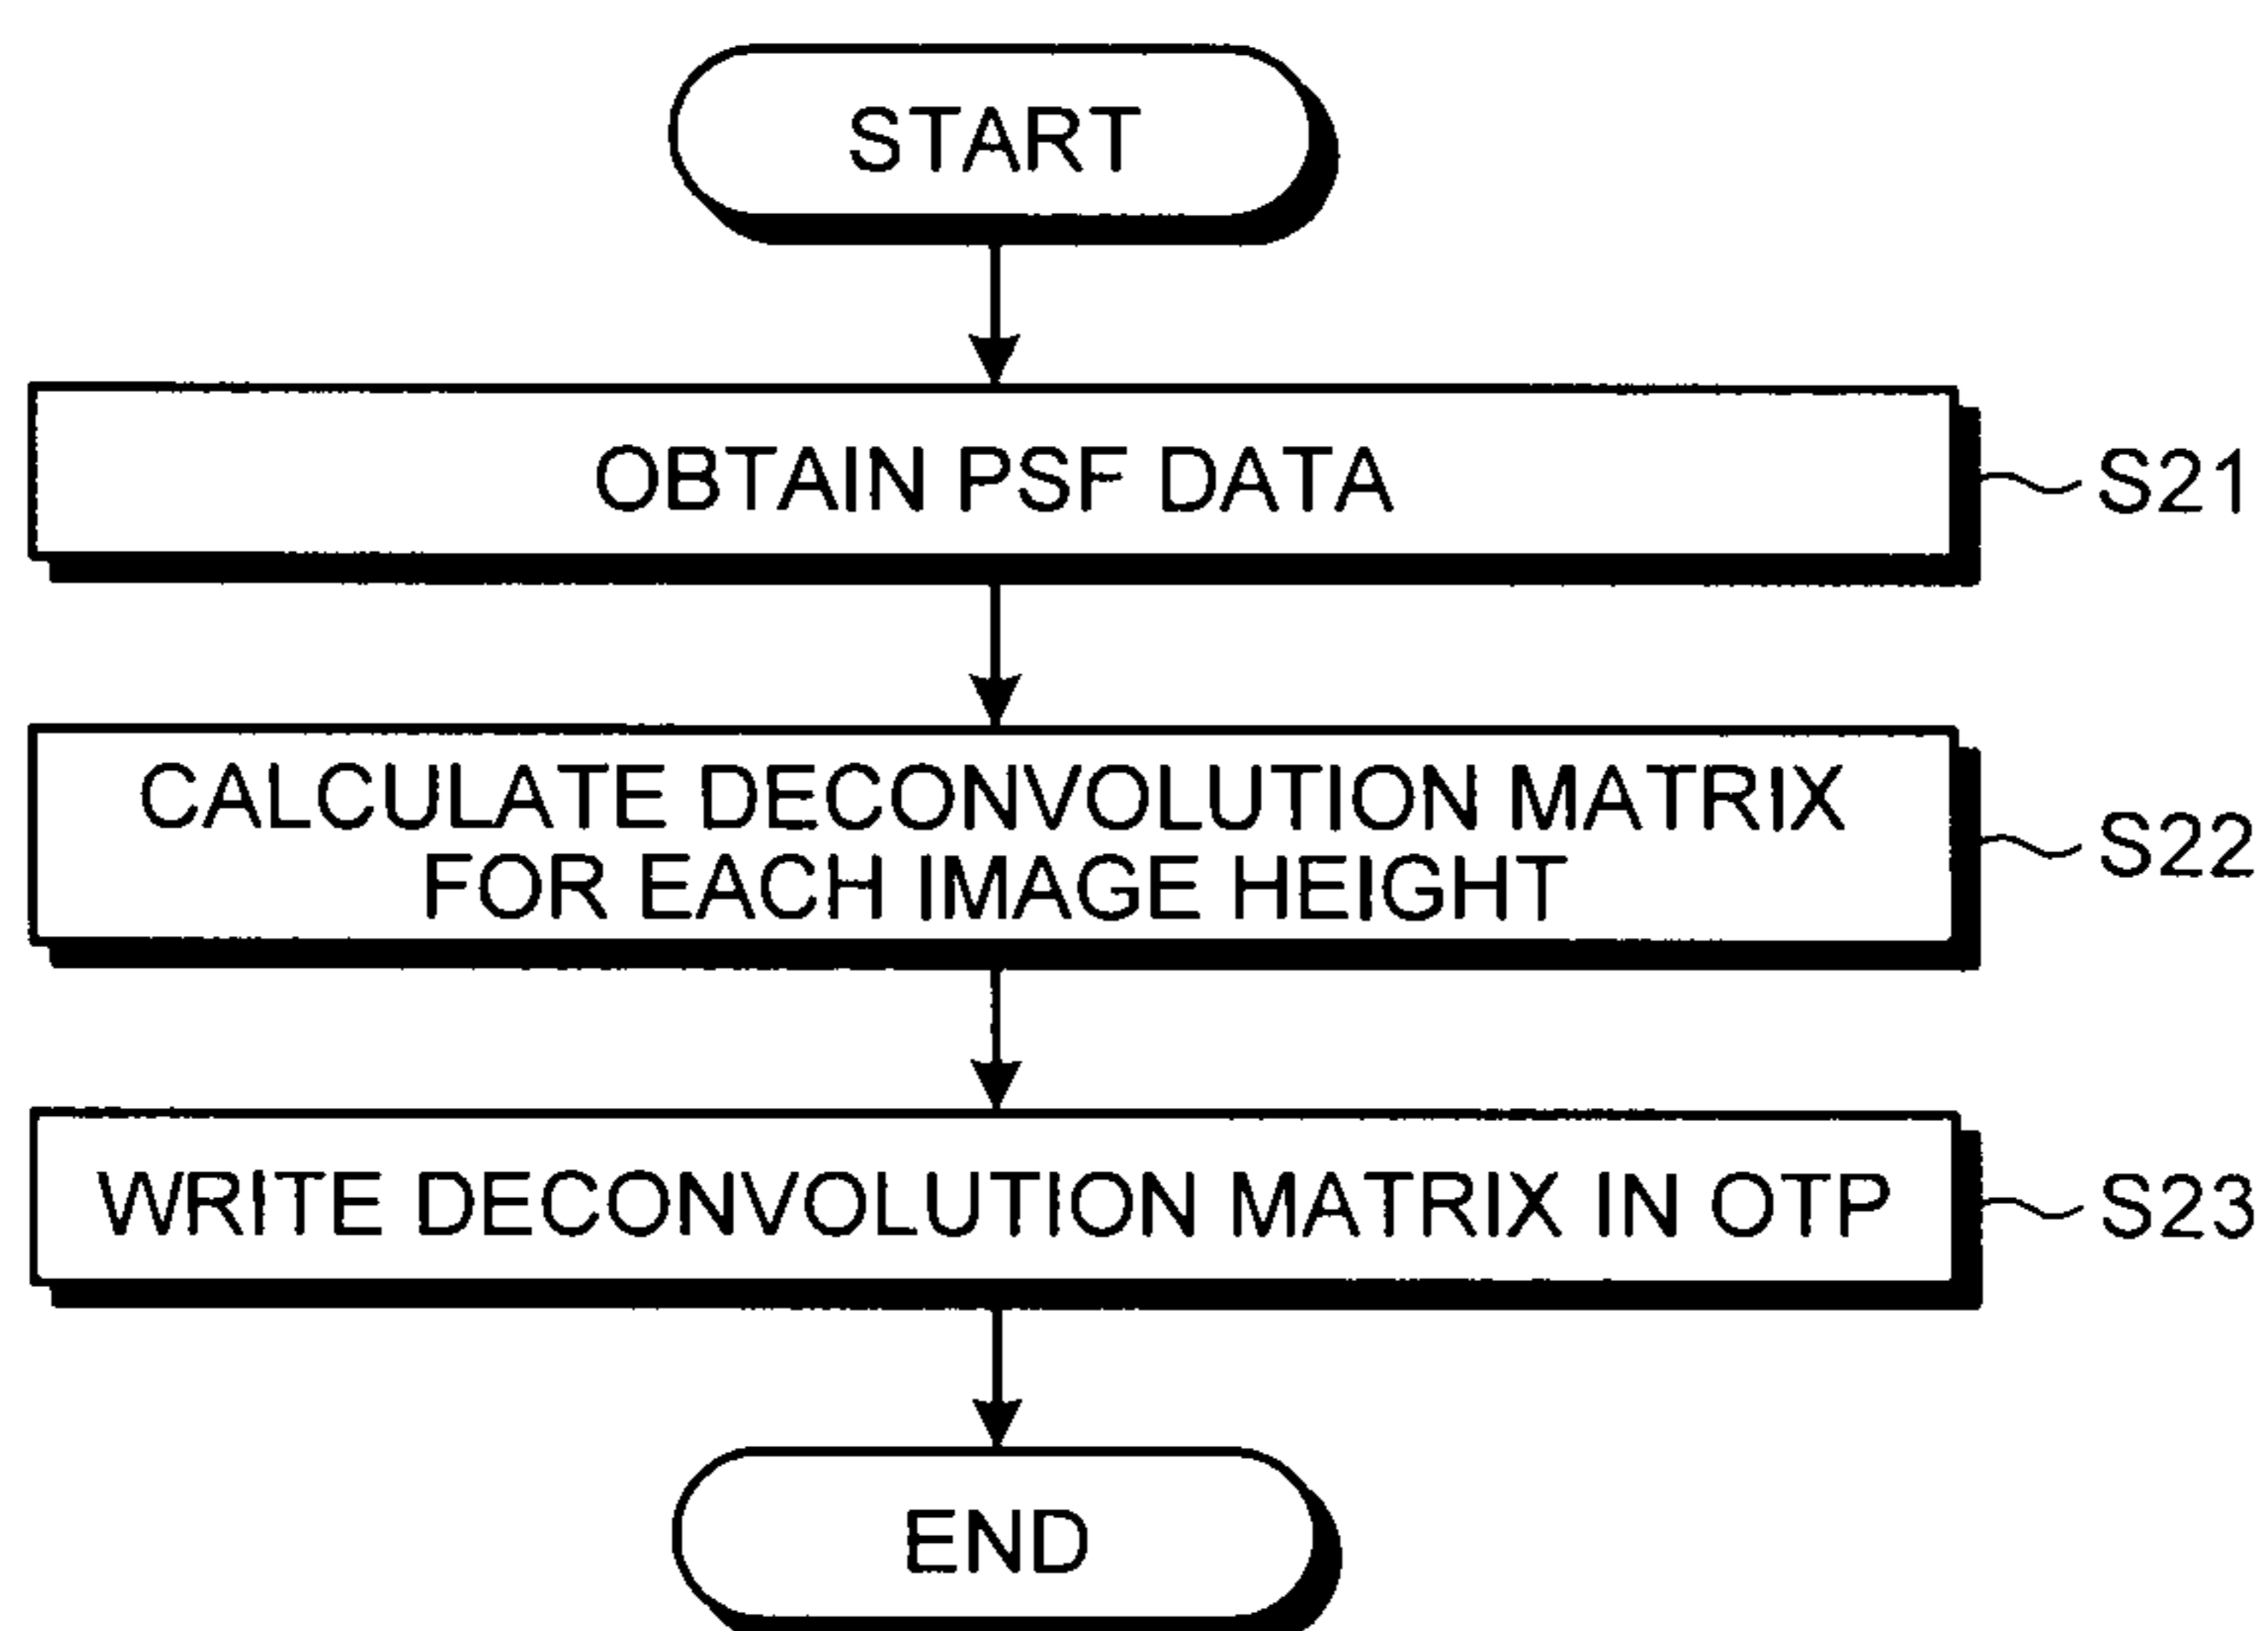 START
OBTAIN PSF DATA
S21
CALCULATE DECONVOLUTION MATRIX
FOR EACH IMAGE HEIGHT
S22
WRITE DECONVOLUTION MATRIX IN OTP
S23
END